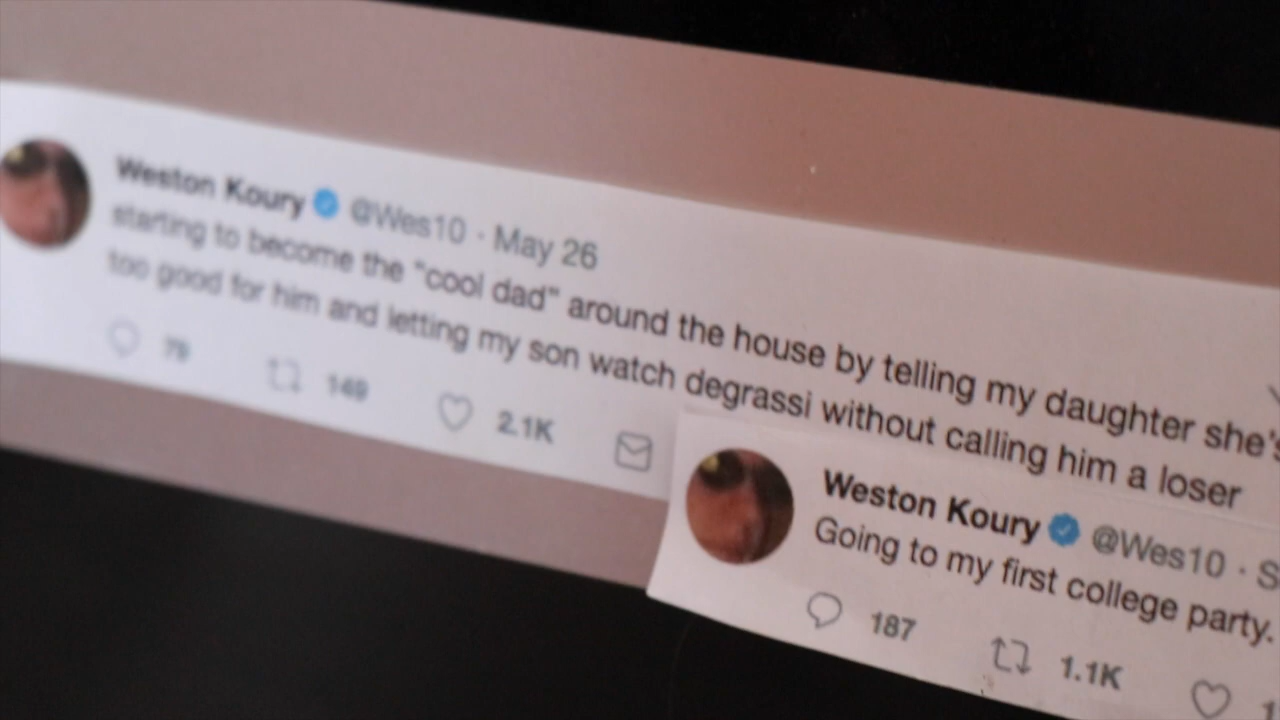 Weston Koury @Wes10 · May 26
starting to become the "cool dad" around the house by telling my daughter she's
too good for him and letting my son watch degrassi without calling him a loser
79 149 2.1K
Weston Koury @Wes10 · S
Going to my first college party.
187 1.1K 1